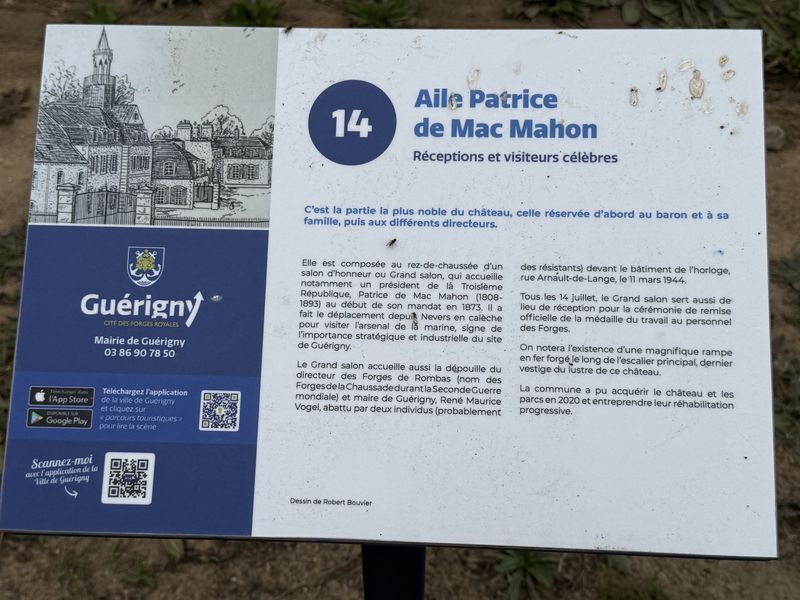 14
Aile Patrice
de Mac Mahon
Réceptions et visiteurs célèbres
C'est la partie la plus noble du château, celle réservée d'abord au baron et à sa
famille, puis aux différents directeurs.
Elle est composée au rez-de-chaussée d'un
salon d'honneur ou Grand salon, qui accueille
notamment un président de la Troisième
République, Patrice de Mac Mahon (1808-
1893) au début de son mandat en 1873. Il a
fait le déplacement depuis Nevers en calèche
pour visiter l'arsenal de la marine, signe de
l'importance stratégique et industrielle du site
de Guérigny.
Le Grand salon accueille aussi la dépouille du
directeur des Forges de Rombas (nom des
Forges de la Chaussade durant la Seconde Guerre
mondiale) et maire de Guérigny, René Maurice
Vogel, abattu par deux individus (probablement
des résistants) devant le bâtiment de l'horloge,
rue Arnault-de-Lange, le 11 mars 1944.
Tous les 14 juillet, le Grand salon sert aussi de
lieu de réception pour la cérémonie de remise
officielle de la médaille du travail au personnel
des Forges.
On notera l'existence d'une magnifique rampe
en fer forgé le long de l'escalier principal, dernier
vestige du lustre de ce château.
La commune a pu acquérir le château et les
parcs en 2020 et entreprendre leur réhabilitation
progressive.
Dessin de Robert Bouvier
Guérigny
CITÉ DES FORGES ROYALES
Mairie de Guérigny
03 86 90 78 50
Télécharger dans
l'App Store
DISPONIBLE SUR
Google Play
Téléchargez l'application
de la ville de Guérigny
et cliquez sur
« parcours touristiques »
pour lire la scène
Scannez-moi
avec l'application de la
Ville de Guérigny